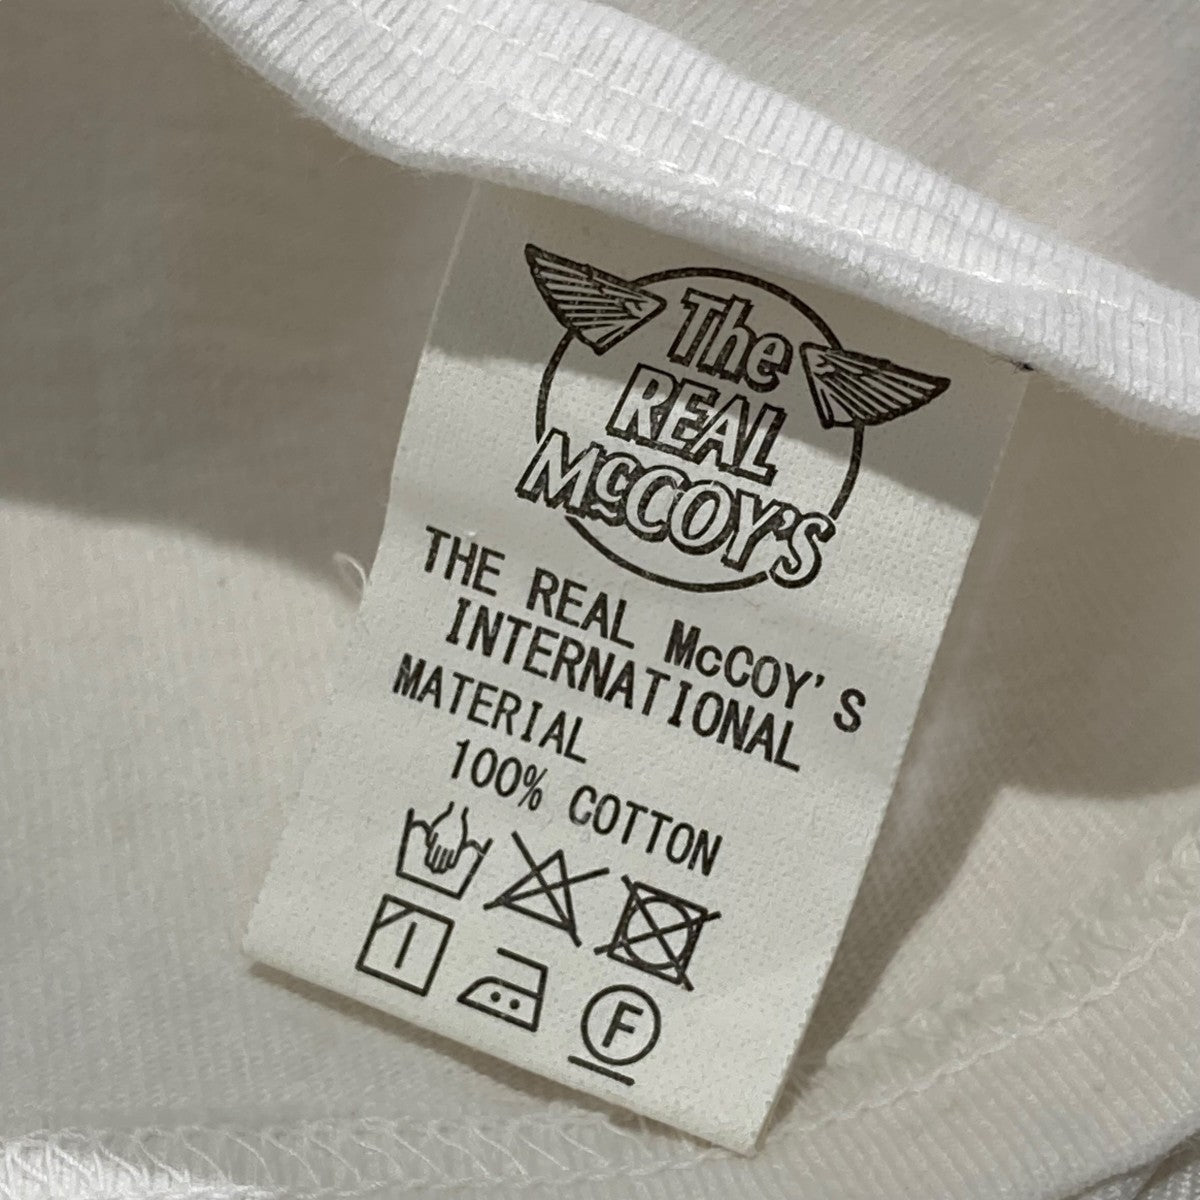 The
REAL
McCOY'S
THE REAL McCOY'S
INTERNATIONAL
MATERIAL
100% COTTON
F